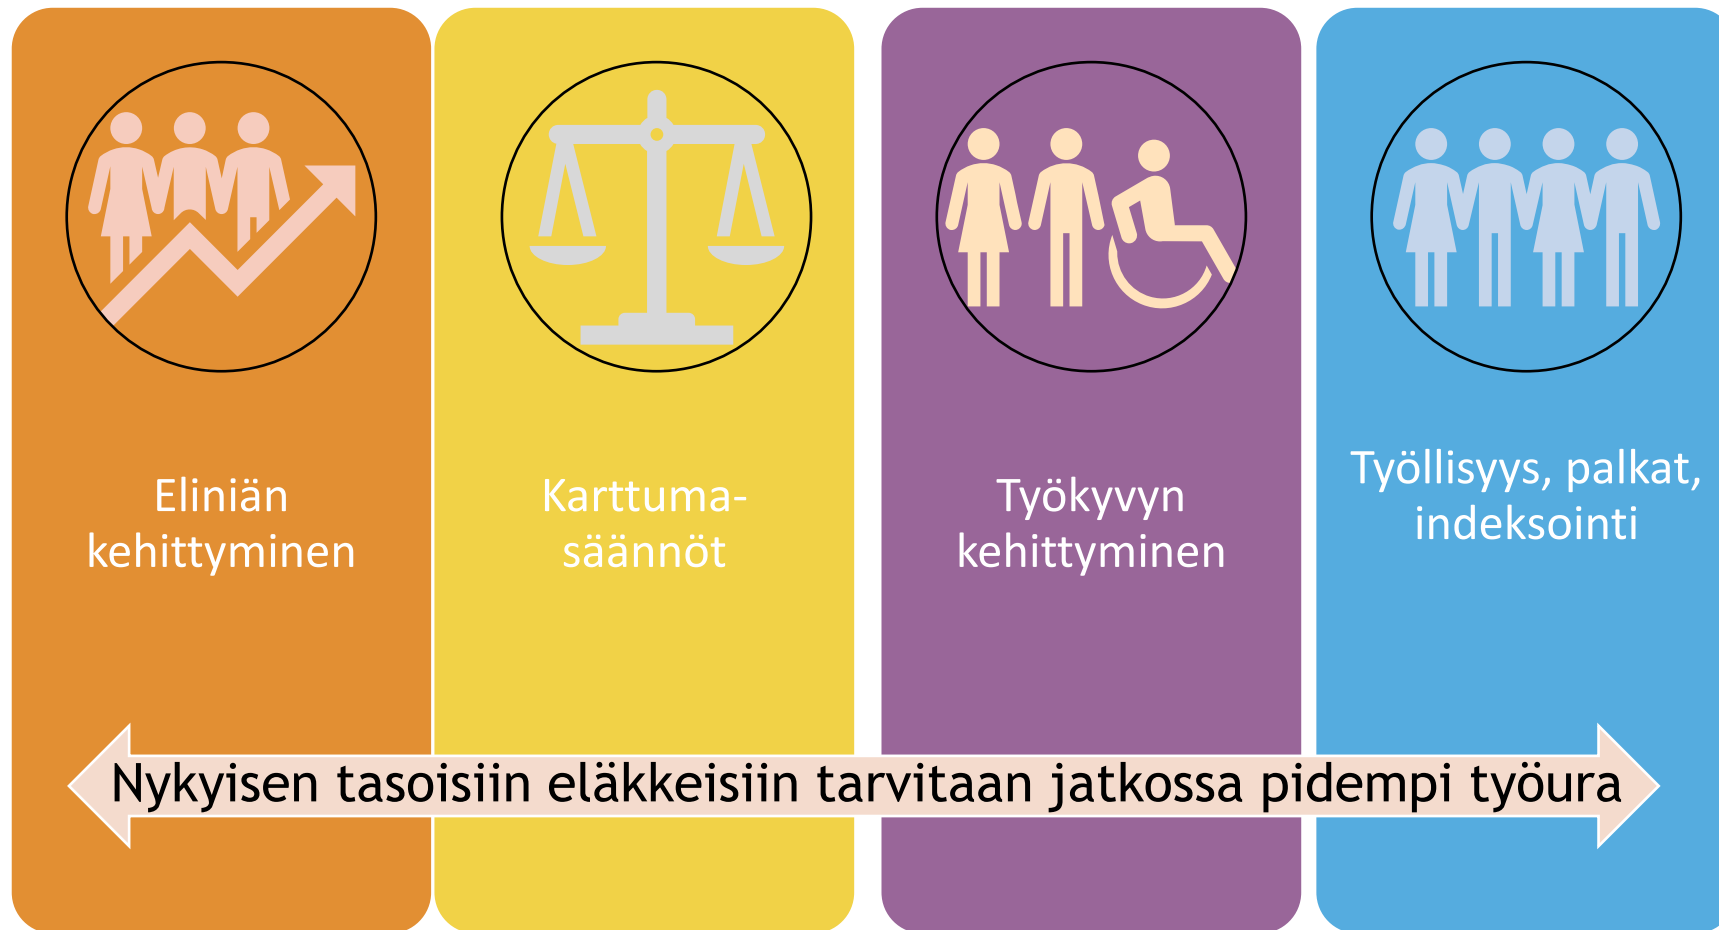 Eliniän
kehittyminen
Karttuma-
säännöt
Työkyvyn
kehittyminen
Työllisyys, palkat,
indeksointi
Nykyisen tasoisiin eläkkeisiin tarvitaan jatkossa pidempi työura